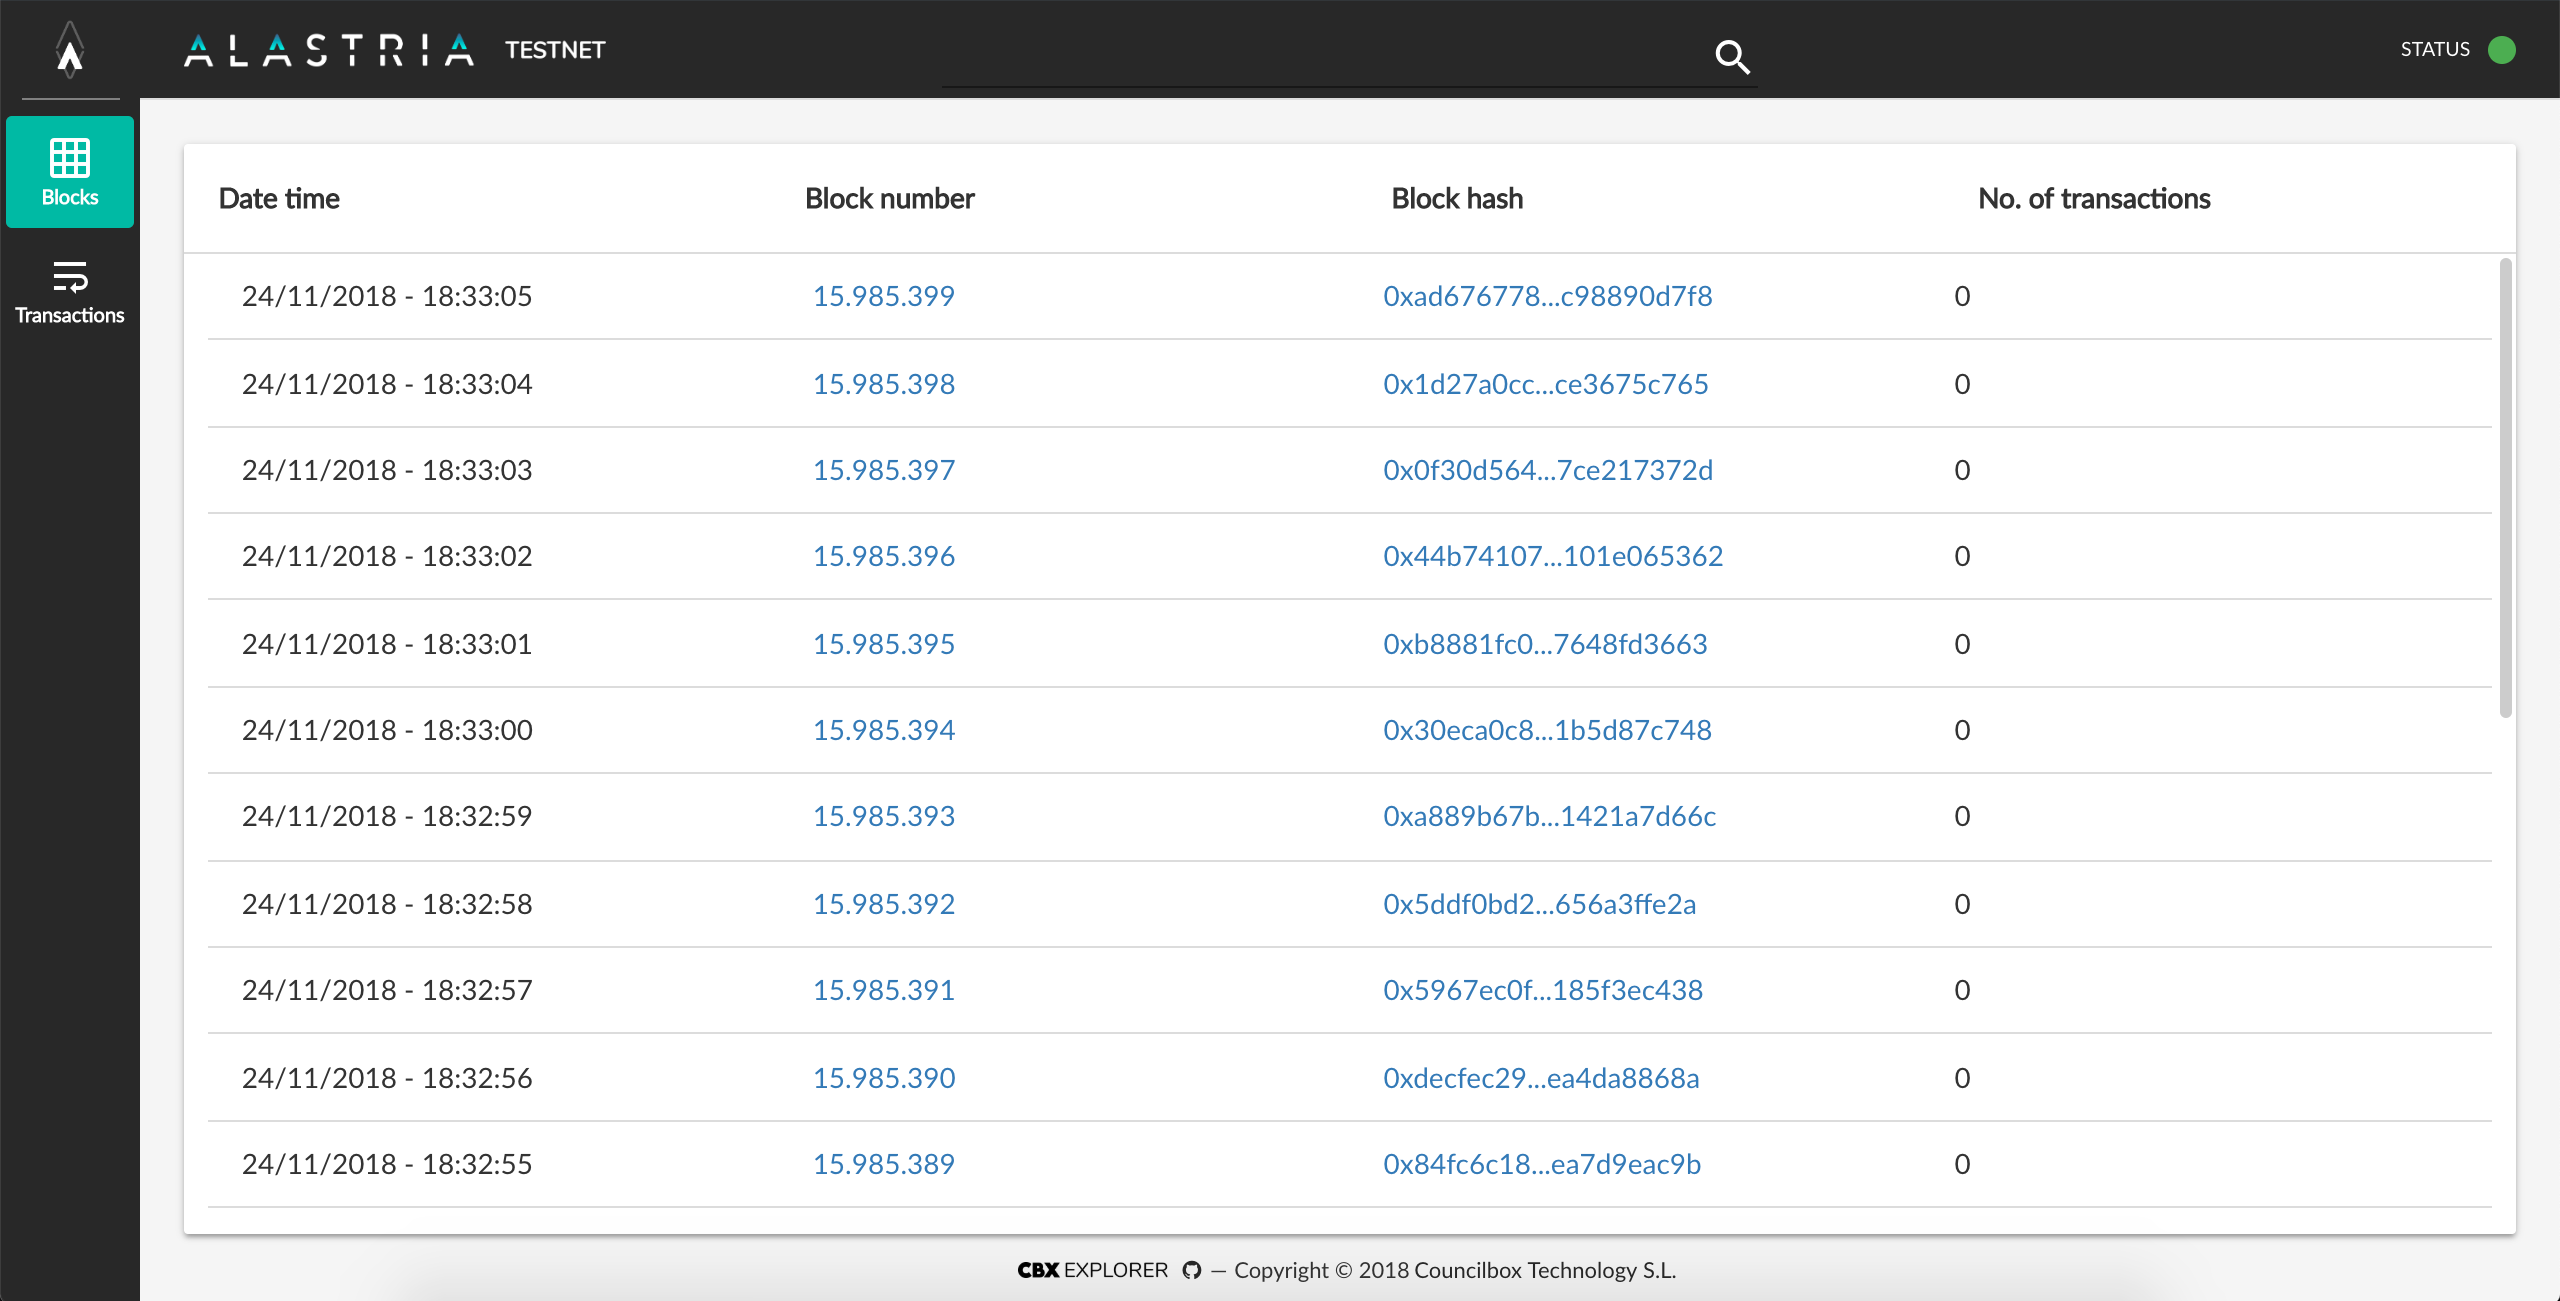 ALASTRIA TESTNET STATUS
Blocks
Transactions
Date time Block number Block hash No. of transactions
24/11/2018 - 18:33:05 15.985.399 0xad676778...c98890d7f8 0
24/11/2018 - 18:33:04 15.985.398 0x1d27a0cc...ce3675c765 0
24/11/2018 - 18:33:03 15.985.397 0x0f30d564...7ce217372d 0
24/11/2018 - 18:33:02 15.985.396 0x44b74107...101e065362 0
24/11/2018 - 18:33:01 15.985.395 0xb8881fc0...7648fd3663 0
24/11/2018 - 18:33:00 15.985.394 0x30eca0c8...1b5d87c748 0
24/11/2018 - 18:32:59 15.985.393 0xa889b67b...1421a7d66c 0
24/11/2018 - 18:32:58 15.985.392 0x5ddf0bd2...656a3ffe2a 0
24/11/2018 - 18:32:57 15.985.391 0x5967ec0f...185f3ec438 0
24/11/2018 - 18:32:56 15.985.390 0xdecfec29...ea4da8868a 0
24/11/2018 - 18:32:55 15.985.389 0x84fc6c18...ea7d9eac9b 0
CBX EXPLORER — Copyright © 2018 Councilbox Technology S.L.